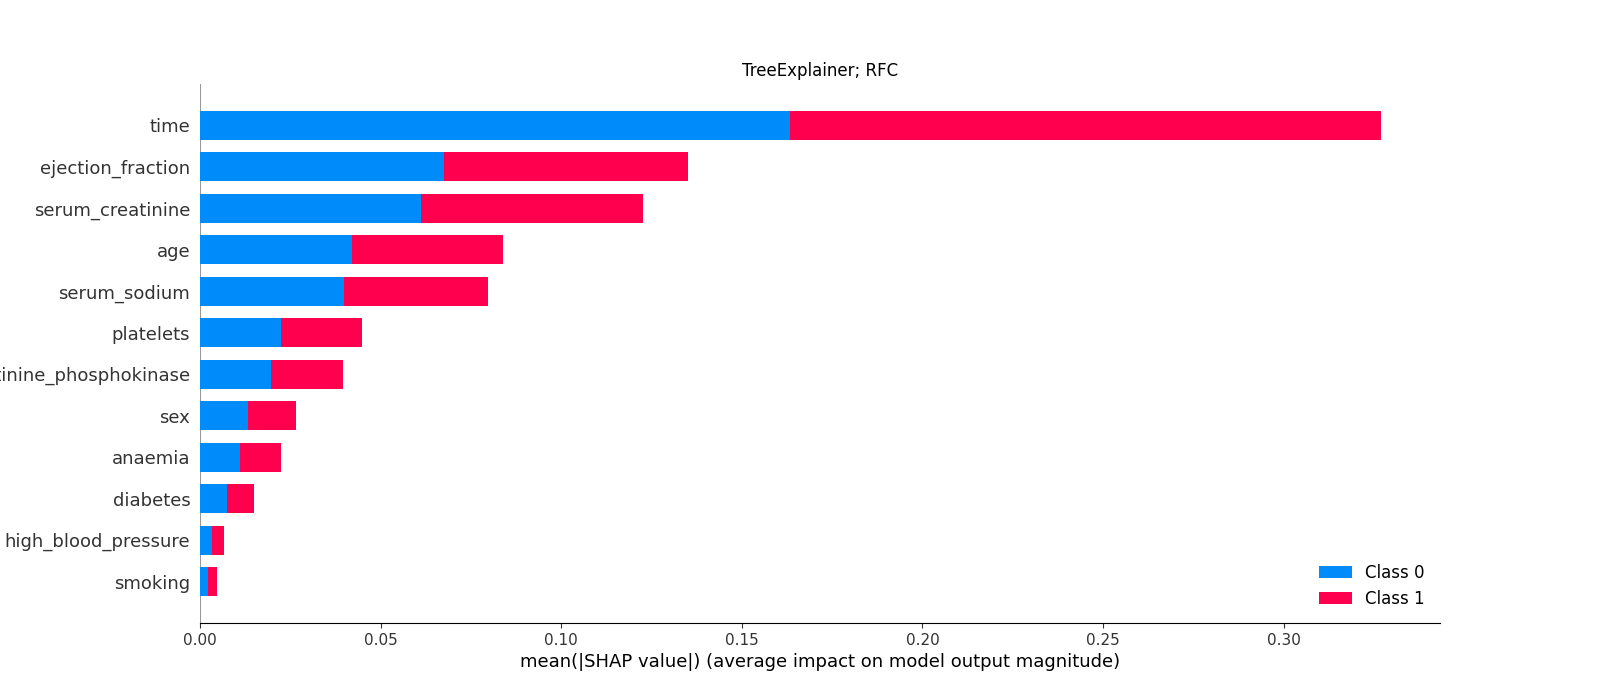 TreeExplainer; RFC
time
ejection_fraction
serum_creatinine
age
serum_sodium
platelets
tinine_phosphokinase
sex
anaemia
diabetes
high_blood_pressure
smoking
Class 0
Class 1
0.00 0.05 0.10 0.15 0.20 0.25 0.30
mean(|SHAP value|) (average impact on model output magnitude)